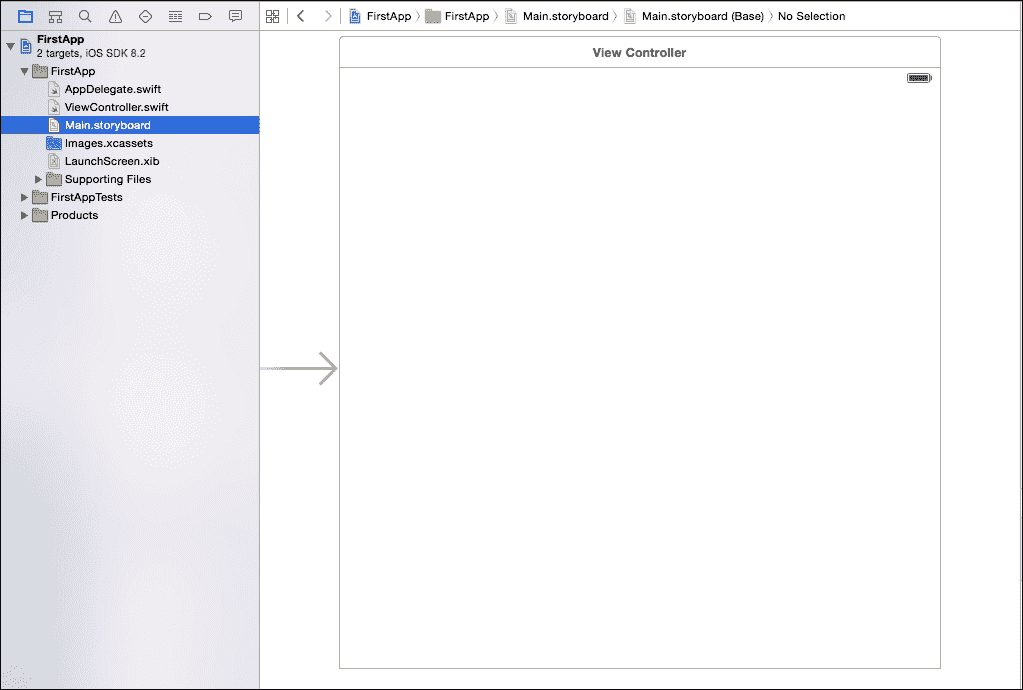 FirstApp FirstApp Main.storyboard Main.storyboard (Base) No Selection
FirstApp
2 targets, iOS SDK 8.2
FirstApp
AppDelegate.swift
ViewController.swift
Main.storyboard
Images.xcassets
LaunchScreen.xib
Supporting Files
FirstAppTests
Products
View Controller